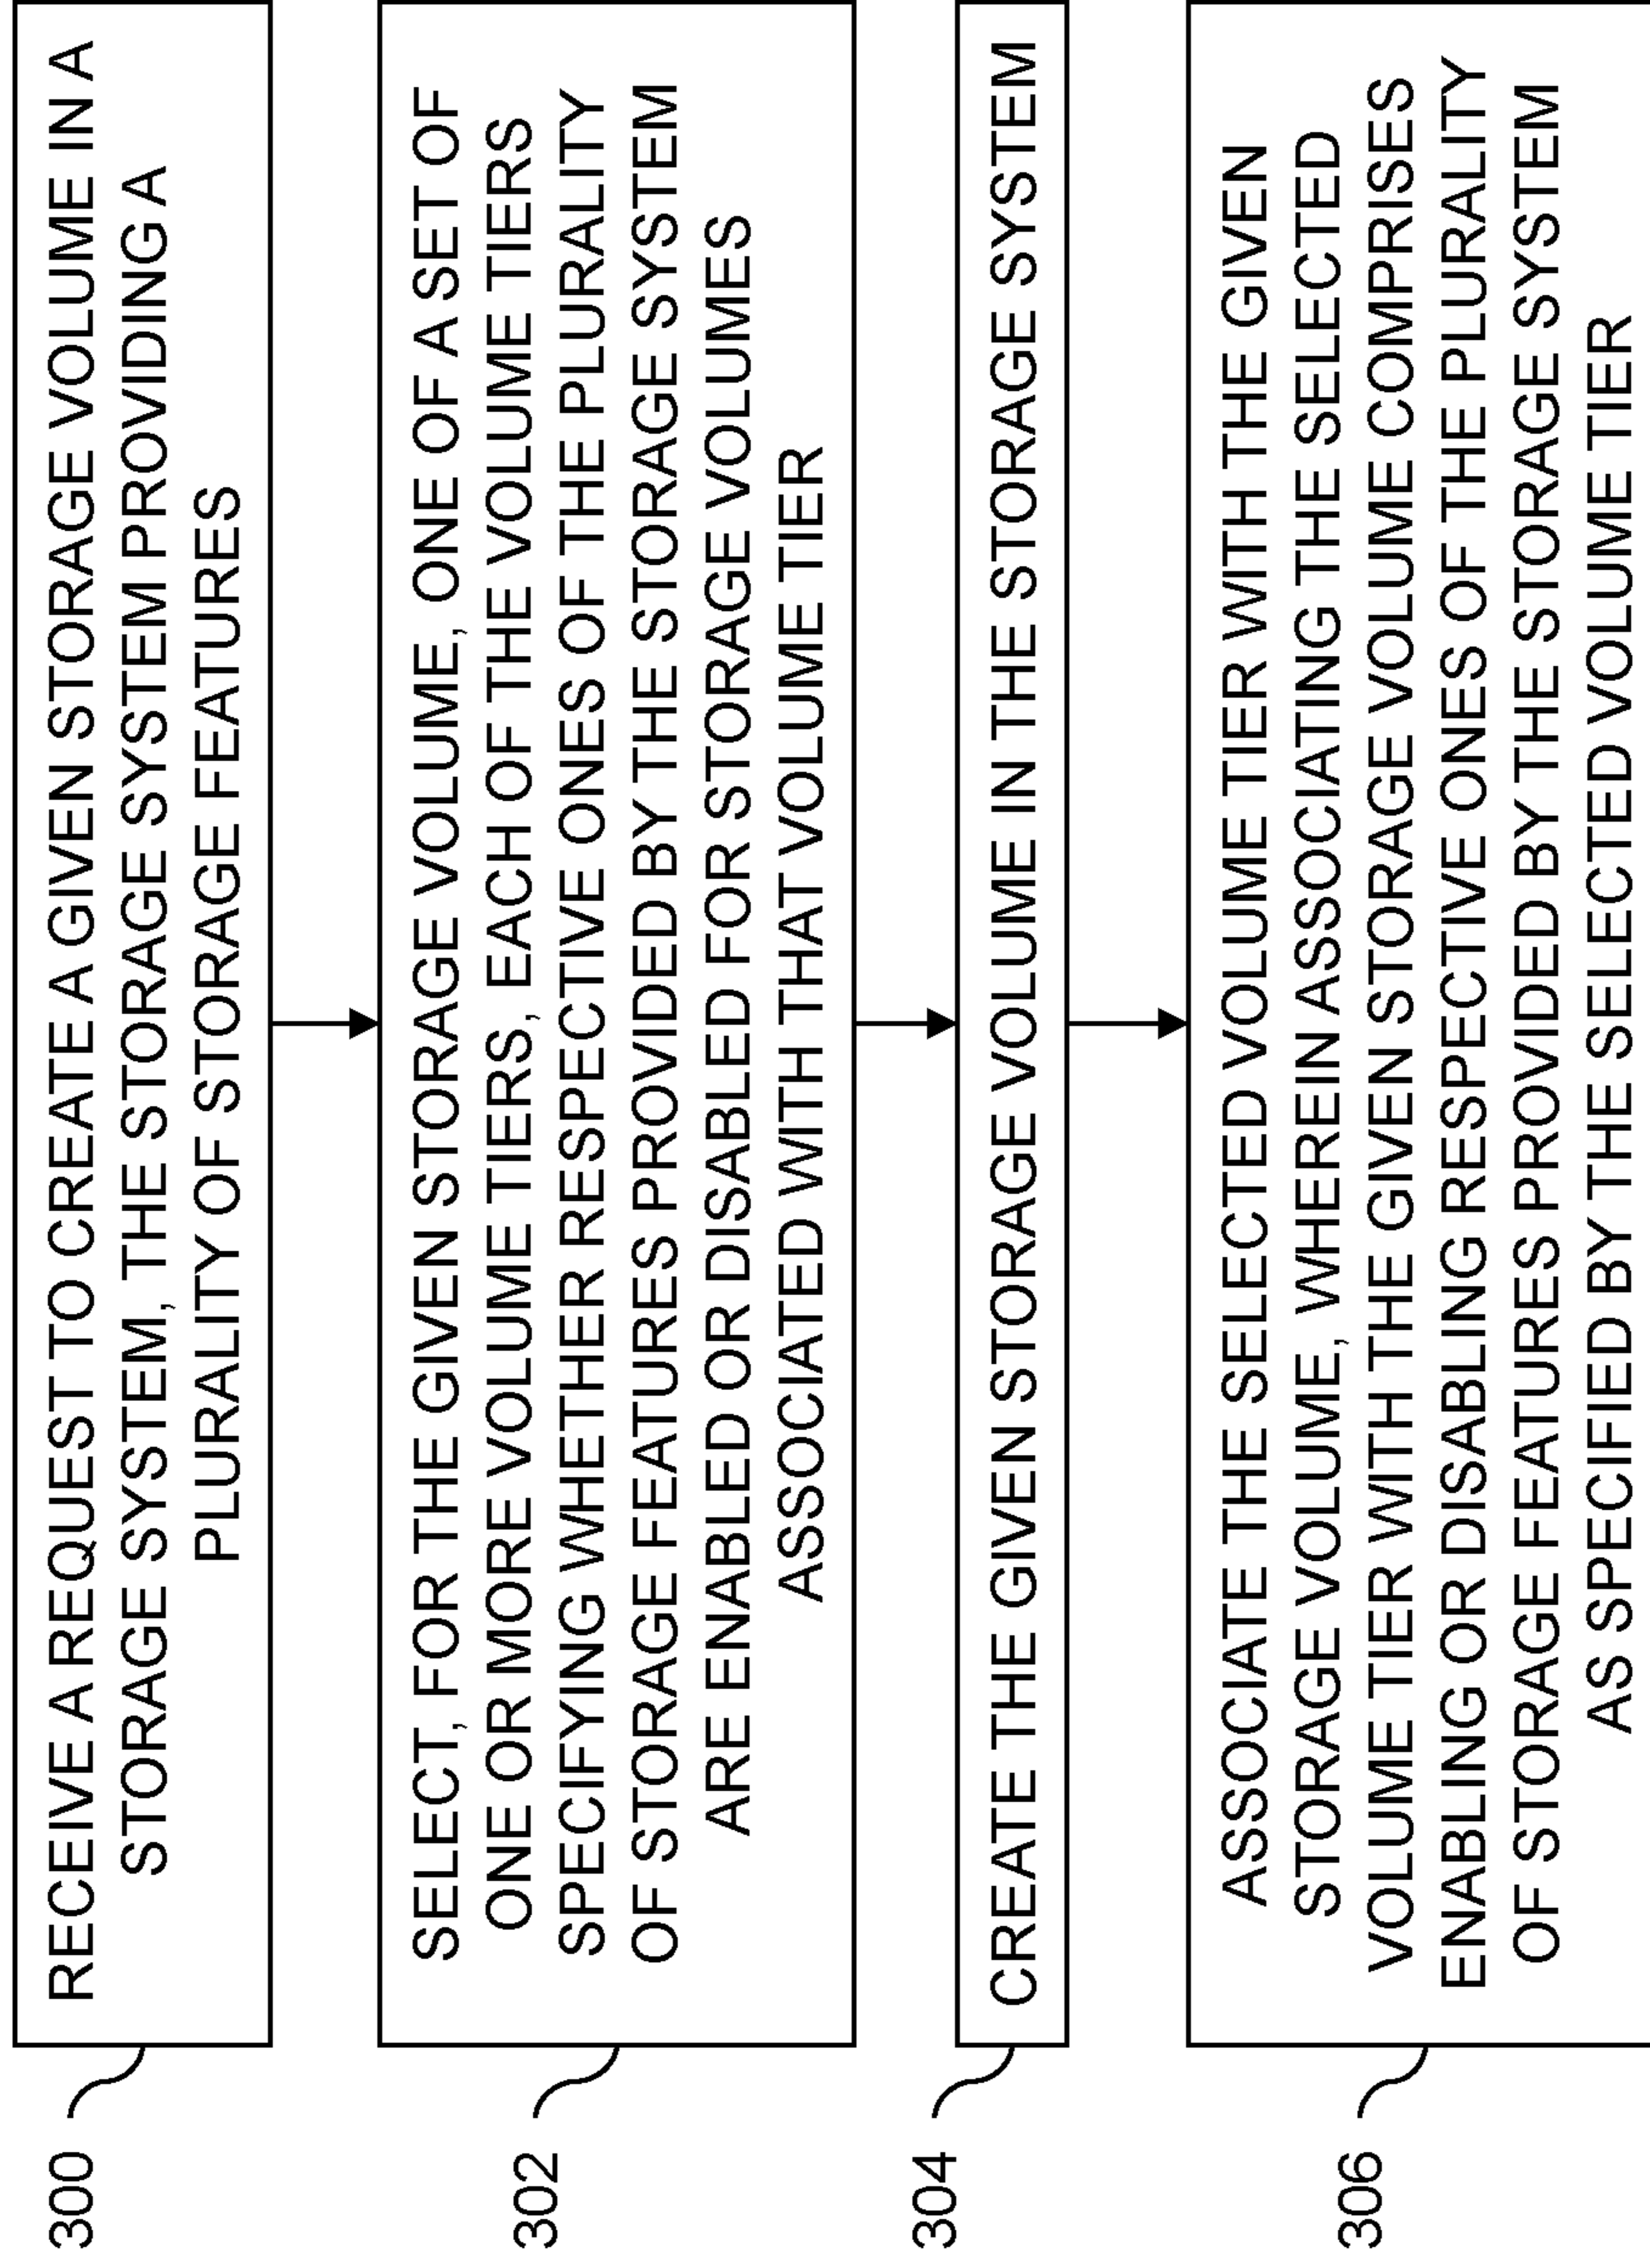 300
RECEIVE A REQUEST TO CREATE A GIVEN STORAGE VOLUME IN A
STORAGE SYSTEM, THE STORAGE SYSTEM PROVIDING A
PLURALITY OF STORAGE FEATURES
302
SELECT, FOR THE GIVEN STORAGE VOLUME, ONE OF A SET OF
ONE OR MORE VOLUME TIERS, EACH OF THE VOLUME TIERS
SPECIFYING WHETHER RESPECTIVE ONES OF THE PLURALITY
OF STORAGE FEATURES PROVIDED BY THE STORAGE SYSTEM
ARE ENABLED OR DISABLED FOR STORAGE VOLUMES
ASSOCIATED WITH THAT VOLUME TIER
304
CREATE THE GIVEN STORAGE VOLUME IN THE STORAGE SYSTEM
306
ASSOCIATE THE SELECTED VOLUME TIER WITH THE GIVEN
STORAGE VOLUME, WHEREIN ASSOCIATING THE SELECTED
VOLUME TIER WITH THE GIVEN STORAGE VOLUME COMPRISES
ENABLING OR DISABLING RESPECTIVE ONES OF THE PLURALITY
OF STORAGE FEATURES PROVIDED BY THE STORAGE SYSTEM
AS SPECIFIED BY THE SELECTED VOLUME TIER